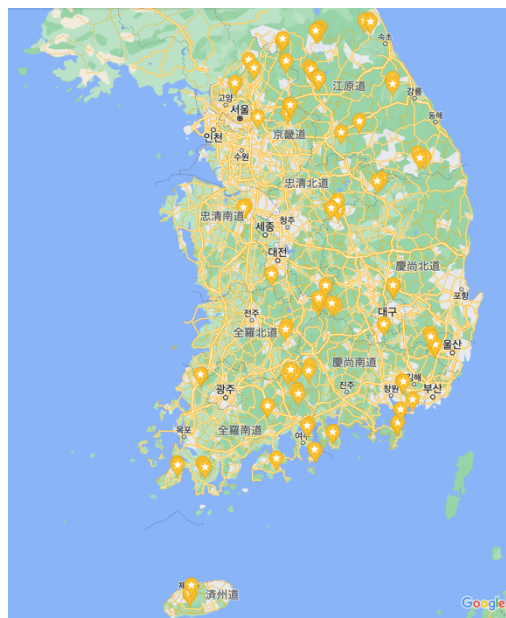 속초
江原道
강릉
고양
서울
동해
인천
京畿道
수원
忠清北道
忠清南道
청주
세종
대전
慶尚北道
포항
대구
전주
全羅北道
울산
慶尚南道
김해
진주
창원
부산
광주
목포
全羅南道
여수
済州道
Google